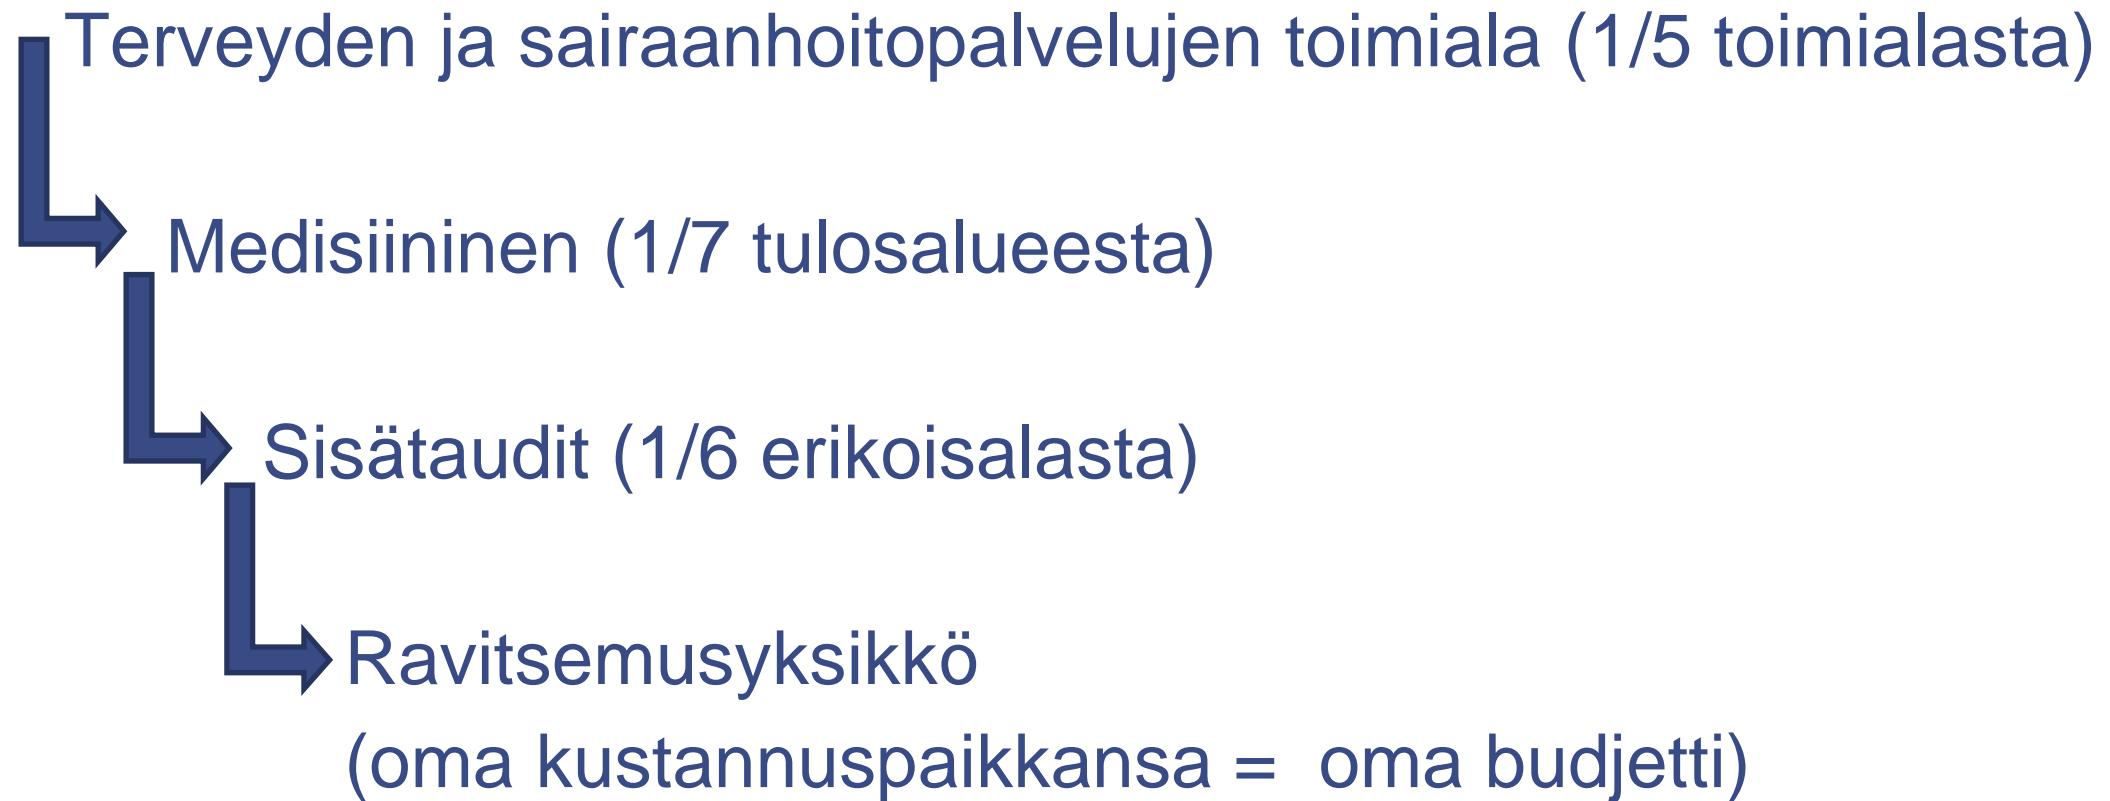 Terveyden ja sairaanhoitopalvelujen toimiala (1/5 toimialasta)
Medisiininen (1/7 tulosalueesta)
Sisätaudit (1/6 erikoisalasta)
Ravitsemusyksikkö
(oma kustannuspaikkansa = oma budjetti)